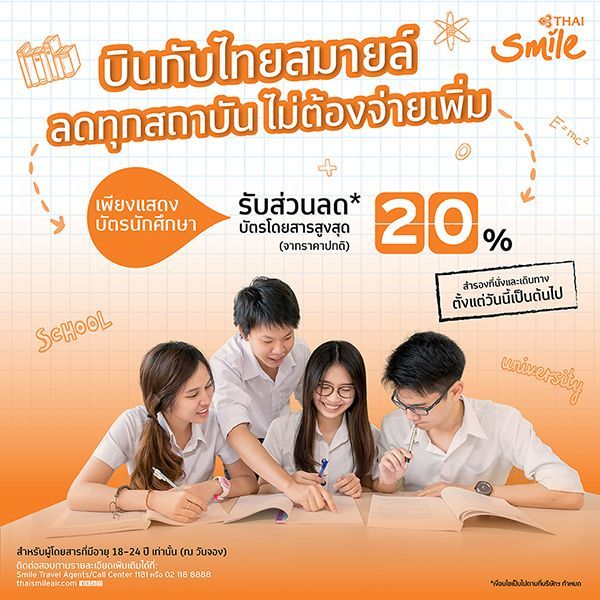 THAI
Smile
บินกับไทยสมายล์
ลดทุกสถาบัน ไม่ต้องจ่ายเพิ่ม
E=mc²
เพียงแสดง
บัตรนักศึกษา
รับส่วนลด*
บัตรโดยสารสูงสุด
(จากราคาปกติ)
20%
สำรองที่นั่งและเดินทาง
ตั้งแต่วันนี้เป็นต้นไป
SCHOOL
university
สำหรับผู้โดยสารที่มีอายุ 18-24 ปี เท่านั้น (ณ วันจอง)
ติดต่อสอบถามรายละเอียดเพิ่มเติมได้ที่:
Smile Travel Agents/Call Center 1181 หรือ 02 118 8888
thaismileair.com
*เงื่อนไขเป็นไปตามที่บริษัทฯ กำหนด